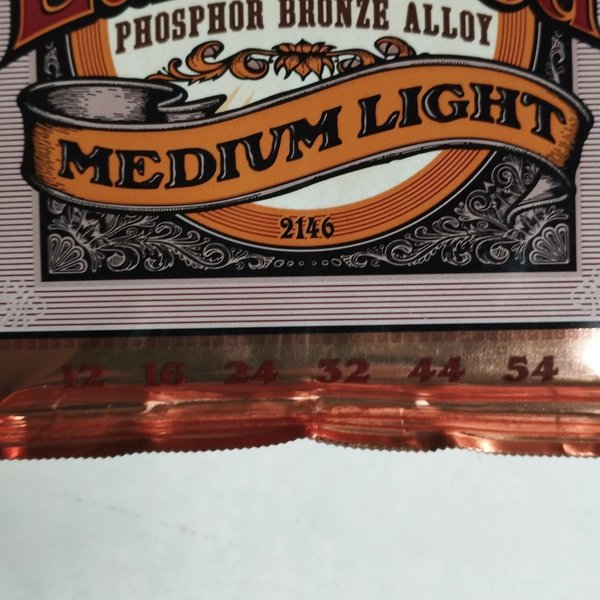 PHOSPHOR BRONZE ALLOY
MEDIUM LIGHT
2146
12 16 24 32 44 54